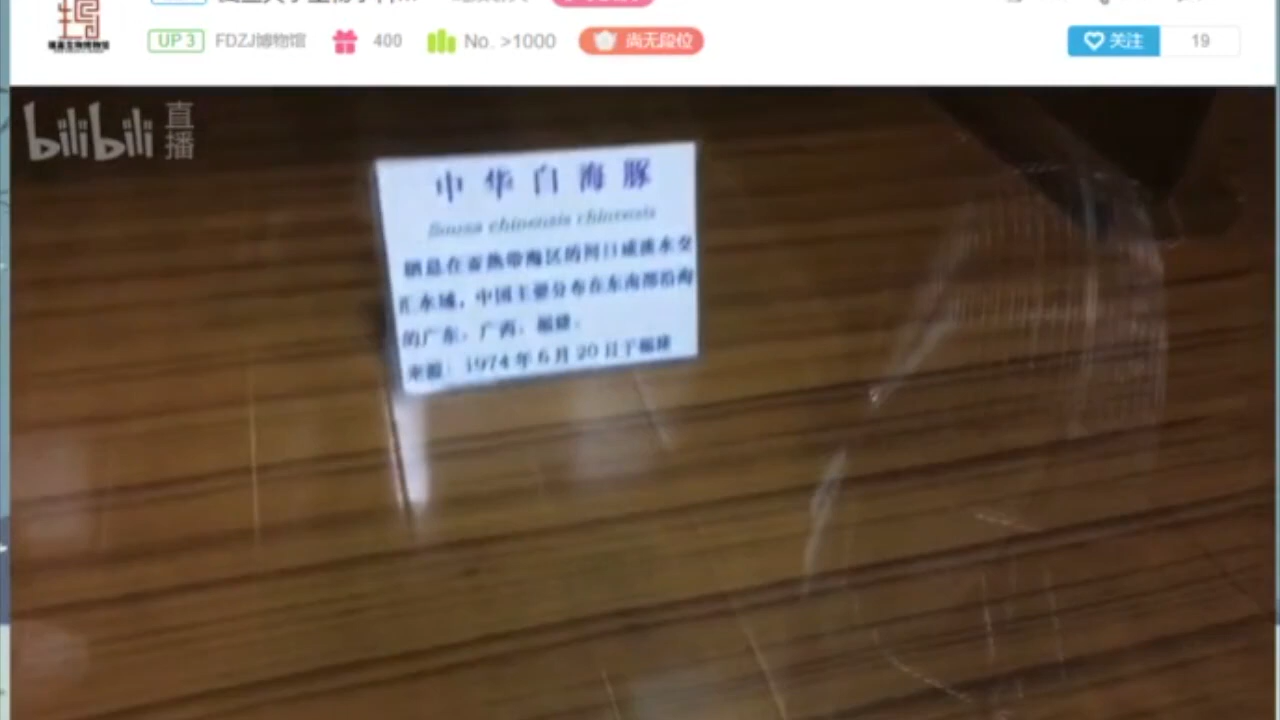 UP 3 FDZJ博物馆 400 No. >1000 尚无段位 关注 19
bilibili 直播
中华白海豚
Sousa chinensis chinensis
栖息在亚热带海区的河口咸淡水交
汇水域,中国主要分布在东南部沿海
的广东、广西、福建。
来源:1974年6月20日于福建